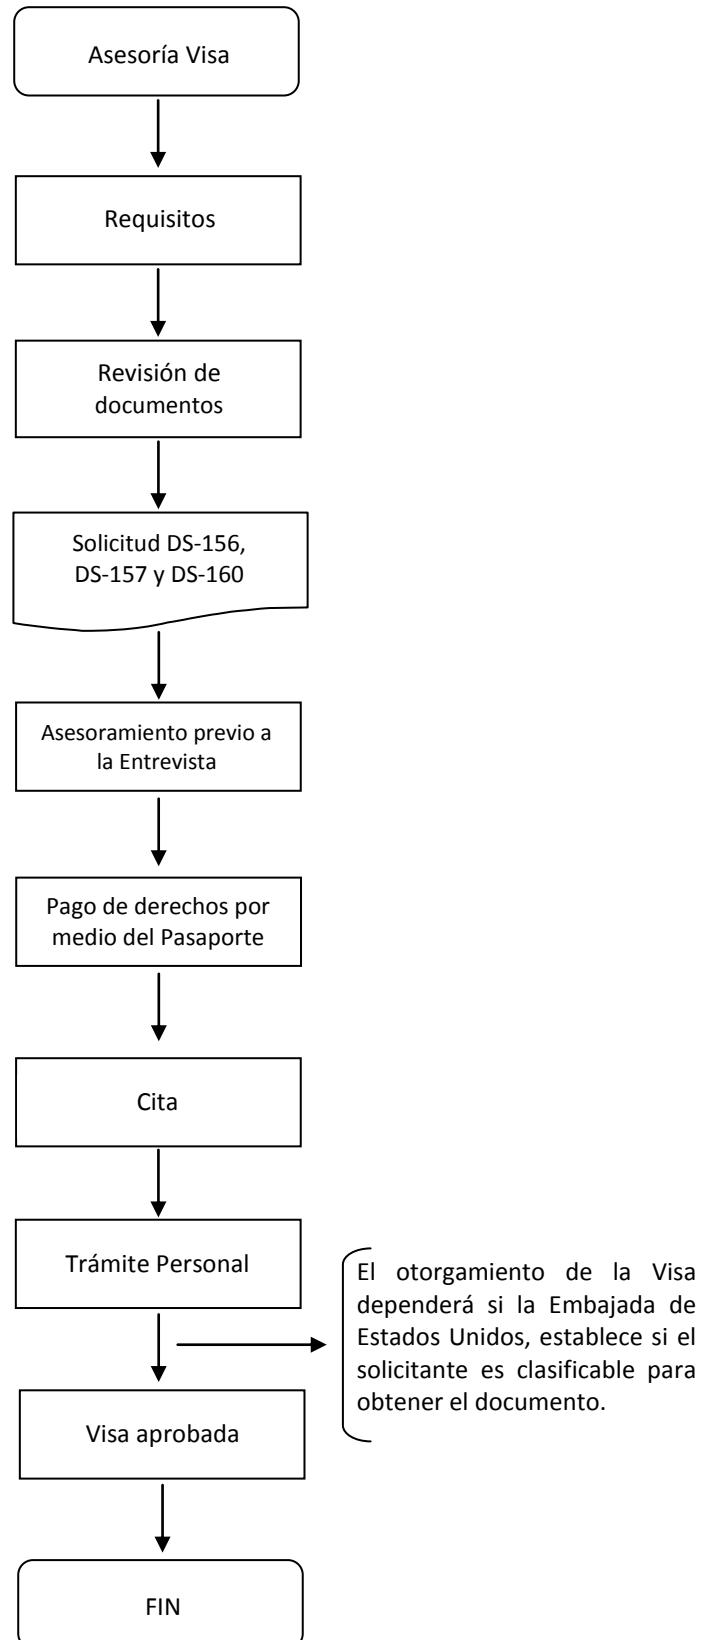 Asesoría Visa
Requisitos
Revisión de
documentos
Solicitud DS-156,
DS-157 y DS-160
Asesoramiento previo a
la Entrevista
Pago de derechos por
medio del Pasaporte
Cita
Trámite Personal
El otorgamiento de la Visa
dependerá si la Embajada de
Estados Unidos, establece si el
solicitante es clasificable para
obtener el documento.
Visa aprobada
FIN